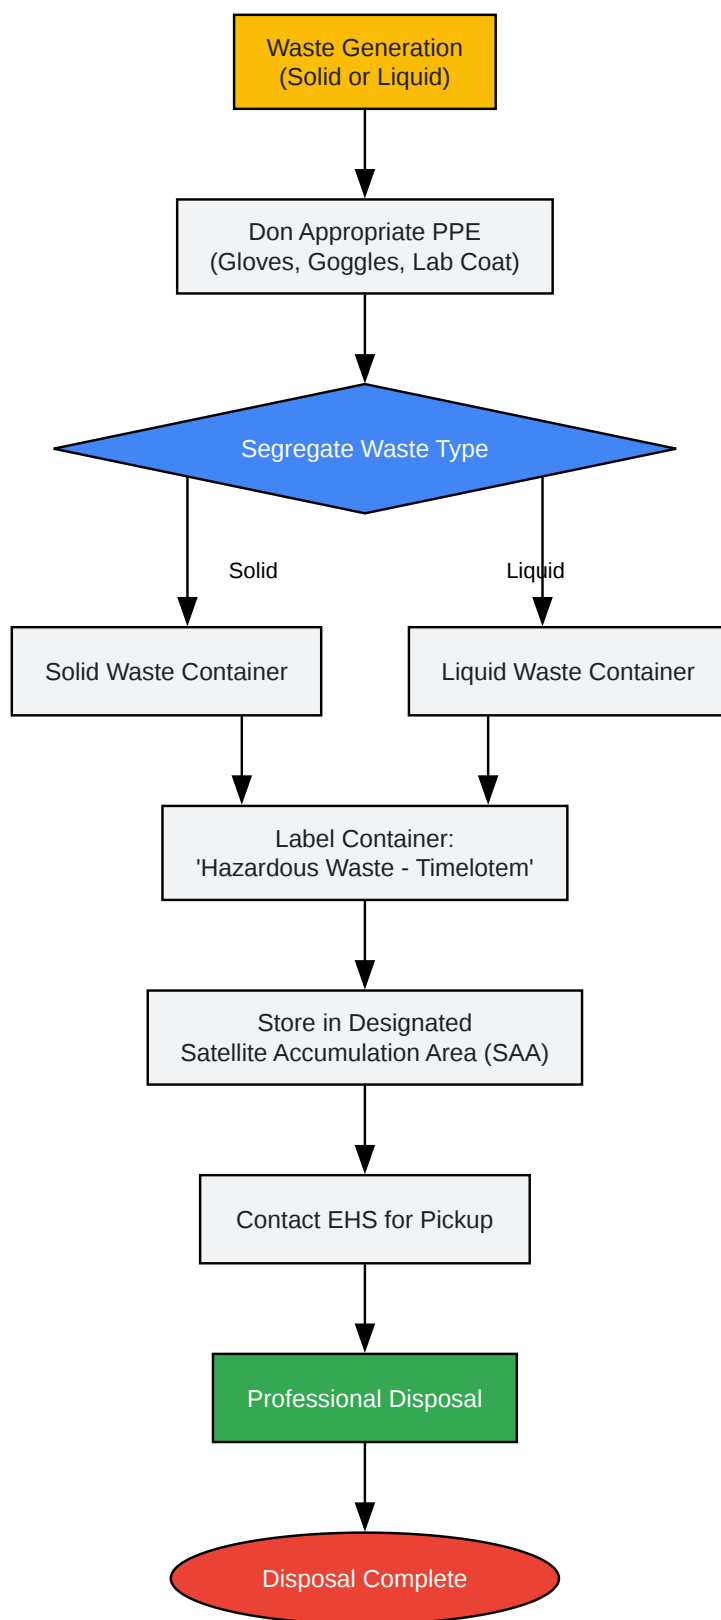 Waste Generation
(Solid or Liquid)
Don Appropriate PPE
(Gloves, Goggles, Lab Coat)
Segregate Waste Type
Solid
Liquid
Solid Waste Container
Liquid Waste Container
Label Container:
'Hazardous Waste - Timelotem'
Store in Designated
Satellite Accumulation Area (SAA)
Contact EHS for Pickup
Professional Disposal
Disposal Complete